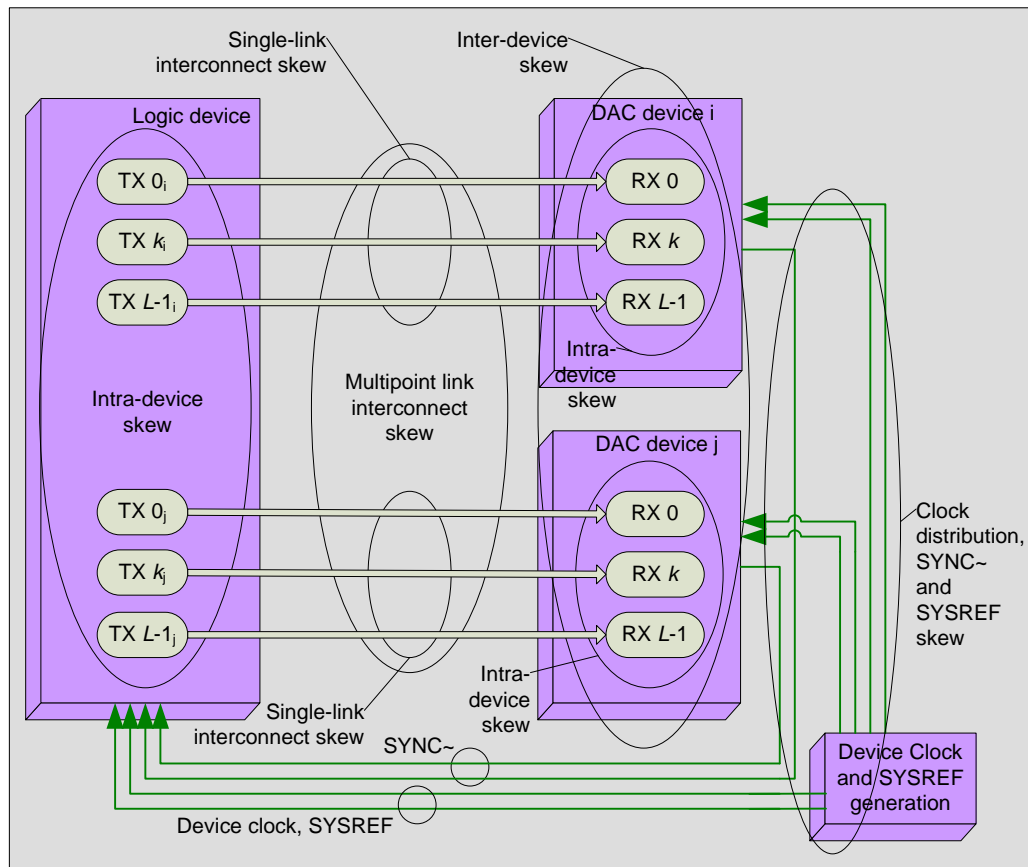 Single-link
interconnect skew
Inter-device
skew
Logic device
DAC device i
TX 0i
RX 0
TX ki
RX k
TX L-1i
RX L-1
Intra-
device
skew
Intra-device
skew
Multipoint link
interconnect
skew
DAC device j
TX 0j
RX 0
TX kj
RX k
TX L-1j
RX L-1
Clock
distribution,
SYNC~
and
SYSREF
skew
Intra-
device
skew
Single-link
interconnect skew
SYNC~
Device clock, SYSREF
Device Clock
and SYSREF
generation